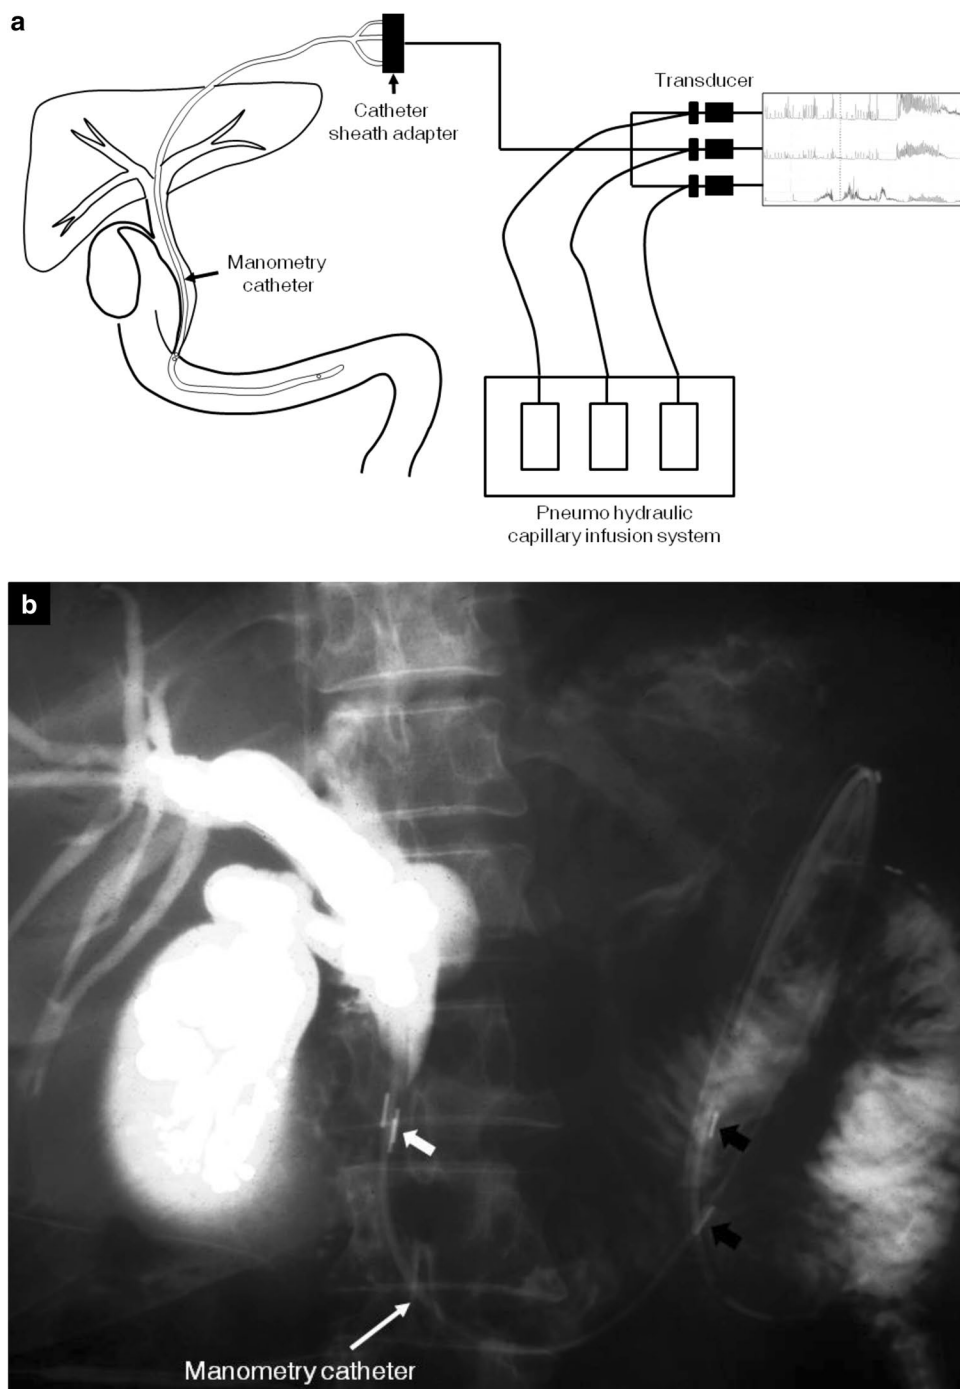 a
Catheter
sheath adapter
Transducer
Manometry
catheter
Pneumo hydraulic
capillary infusion system
b
Manometry catheter